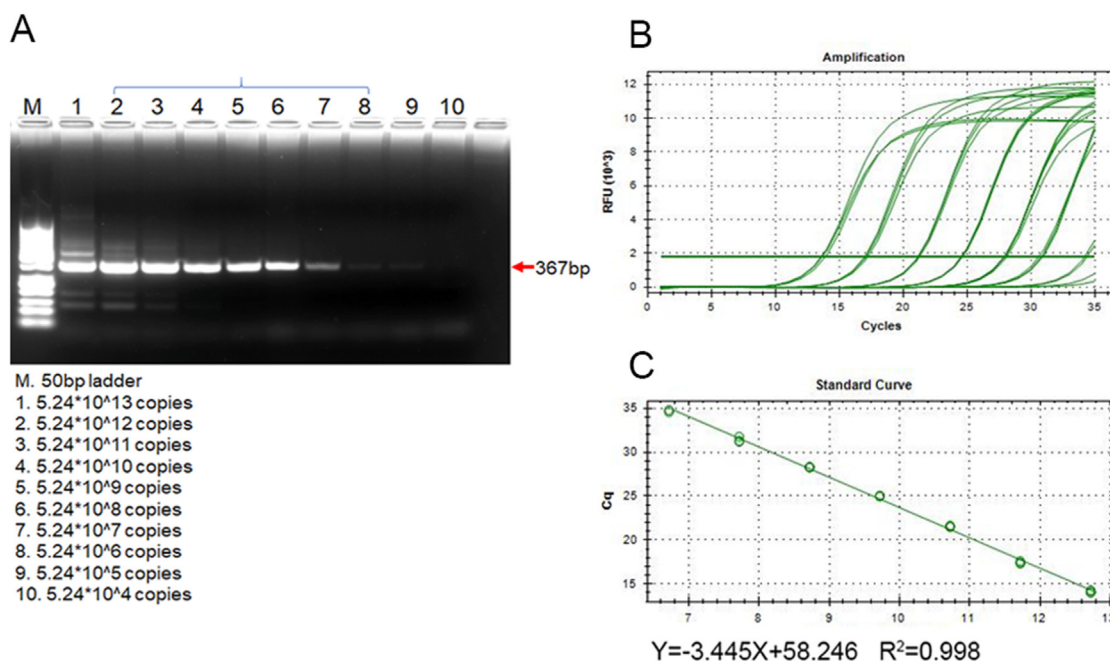 A
M 1 2 3 4 5 6 7 8 9 10
367bp
M. 50bp ladder
1. 5.24*10^13 copies
2. 5.24*10^12 copies
3. 5.24*10^11 copies
4. 5.24*10^10 copies
5. 5.24*10^9 copies
6. 5.24*10^8 copies
7. 5.24*10^7 copies
8. 5.24*10^6 copies
9. 5.24*10^5 copies
10. 5.24*10^4 copies
B
Amplification
RFU (10^3)
12
10
8
6
4
2
0
0 5 10 15 20 25 30 35
Cycles
C
Standard Curve
Cq
35
30
25
20
15
7 8 9 10 11 12 13
Y=-3.445X+58.246 R²=0.998